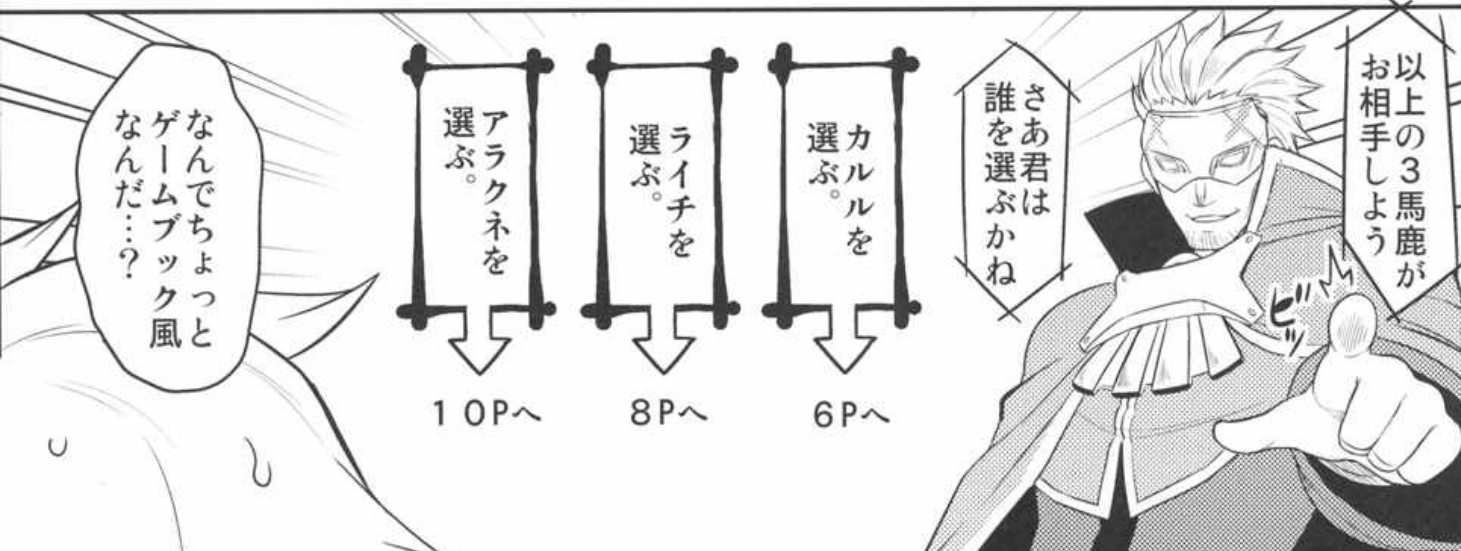 以上の3馬鹿が
お相手しよう
さあ君は
誰を選ぶかね
ビッ
カルルを
選ぶ。
6Pへ
ライチを
選ぶ。
8Pへ
アラクネを
選ぶ。
10Pへ
なんでちょっと
ゲームブック風
なんだ…?